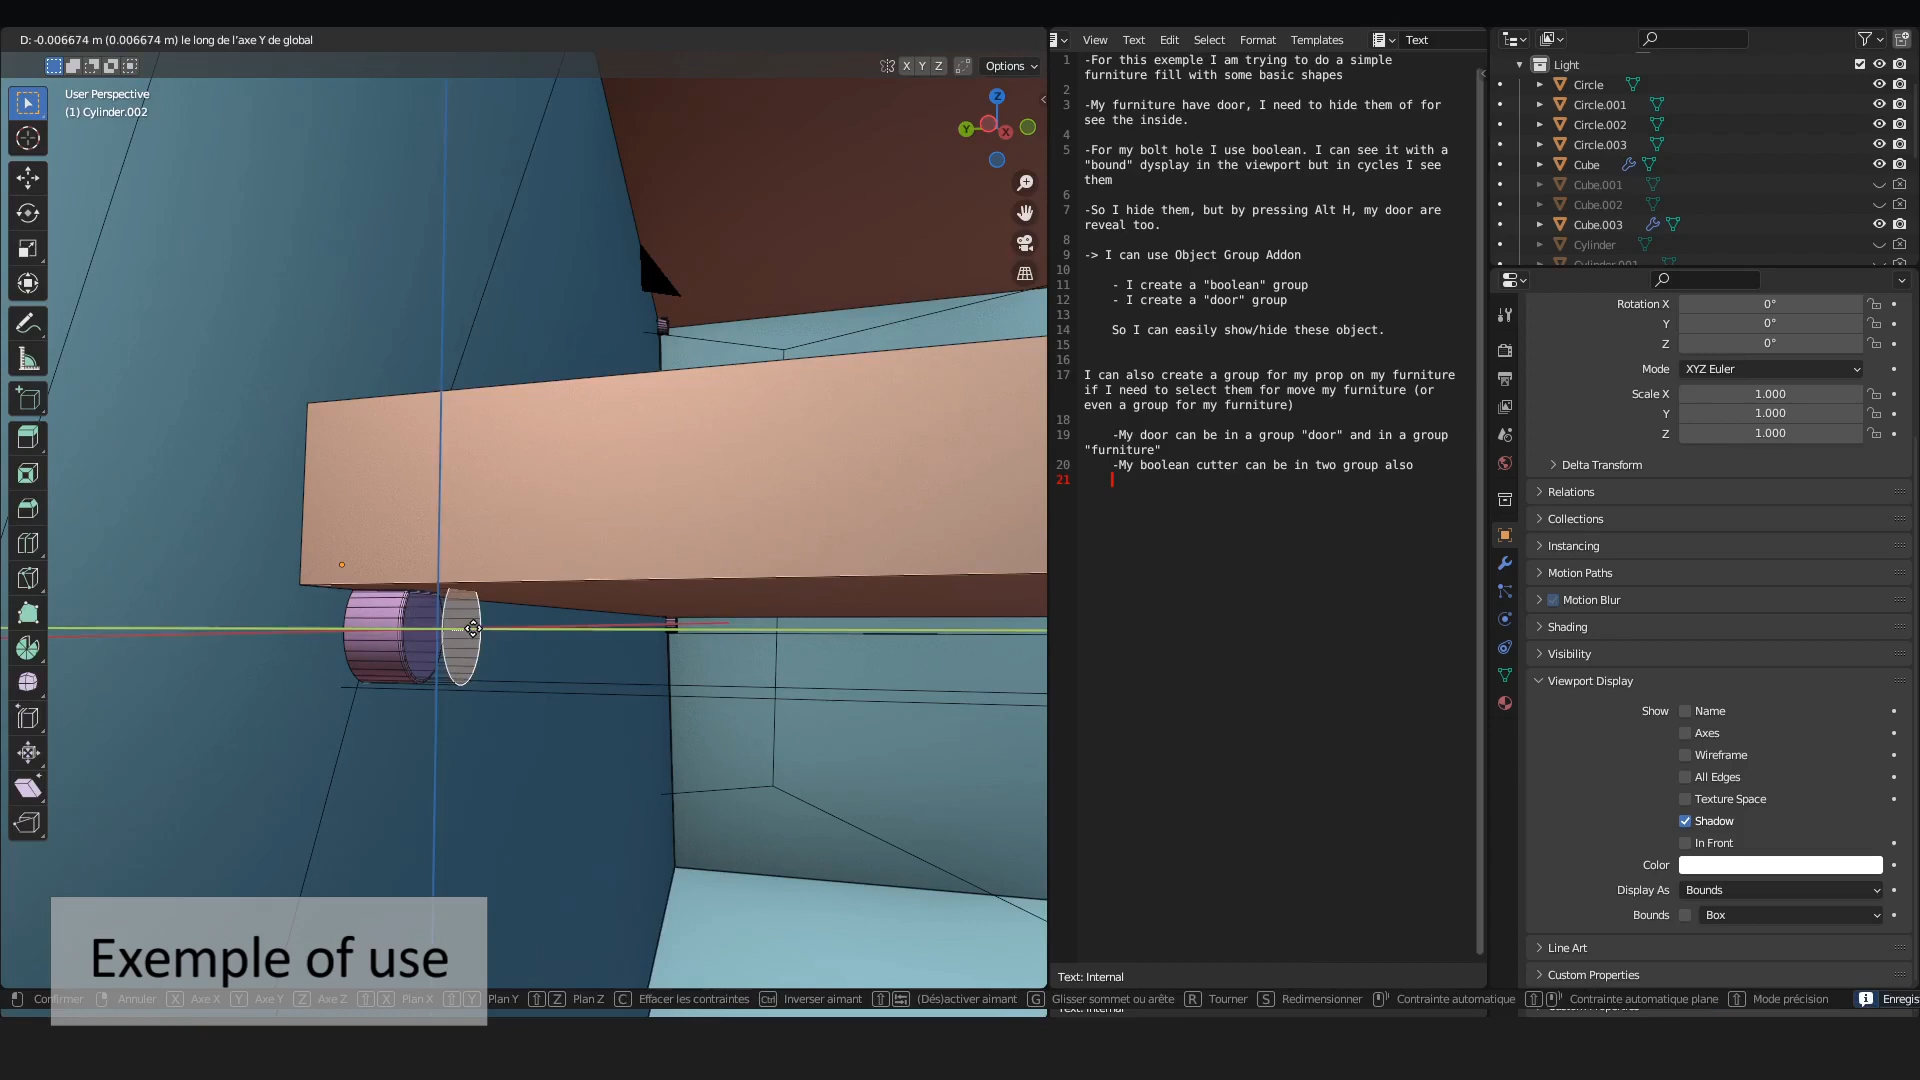 D: -0.006674 m (0.006674 m) le long de l'axe Y de global
X Y Z
Options
User Perspective
(1) Cylinder.002
Z
Y
X
View Text Edit Select Format Templates Text
1 -For this exemple I am trying to do a simple
furniture fill with some basic shapes
2
3 -My furniture have door, I need to hide them of for
see the inside.
4
5 -For my bolt hole I use boolean. I can see it with a
"bound" dysplay in the viewport but in cycles I see
them
6
7 -So I hide them, but by pressing Alt H, my door are
reveal too.
8
9 -> I can use Object Group Addon
10
11 - I create a "boolean" group
12 - I create a "door" group
13
14 So I can easily show/hide these object.
15
16
17 I can also create a group for my prop on my furniture
if I need to select them for move my furniture (or
even a group for my furniture)
18
19 -My door can be in a group "door" and in a group
"furniture"
20 -My boolean cutter can be in two group also
21
Text: Internal
Text: Internal
Light
Circle
Circle.001
Circle.002
Circle.003
Cube
Cube.001
Cube.002
Cube.003
Cylinder
Cylinder.001
Rotation X 0°
Y 0°
Z 0°
Mode XYZ Euler
Scale X 1.000
Y 1.000
Z 1.000
Delta Transform
Relations
Collections
Instancing
Motion Paths
Motion Blur
Shading
Visibility
Viewport Display
Show Name
Axes
Wireframe
All Edges
Texture Space
Shadow
In Front
Color
Display As Bounds
Bounds Box
Line Art
Custom Properties
Exemple of use
Confirmer Annuler X Axe X Y Axe Y Z Axe Z X Plan X Y Plan Y Z Plan Z C Effacer les contraintes Ctrl Inverser aimant (Dés)activer aimant G Glisser sommet ou arête R Tourner S Redimensionner Contrainte automatique Contrainte automatique plane Mode précision Enregis